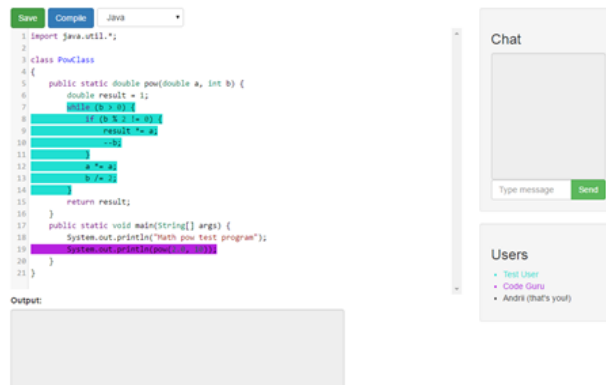 Save Compile Java
1 import java.util.*;
2
3 class PowClass
4 {
5 public static double pow(double a, int b) {
6 double result = 1;
7 while (b > 0) {
8 if (b % 2 != 0) {
9 result *= a;
10 --b;
11 }
12 a *= a;
13 b /= 2;
14 }
15 return result;
16 }
17 public static void main(String[] args) {
18 System.out.println("Math pow test program");
19 System.out.println(pow(
20 }
21 }
Output:
Chat
Type message Send
Users
Test User
Code Guru
Andrii (that's you!)